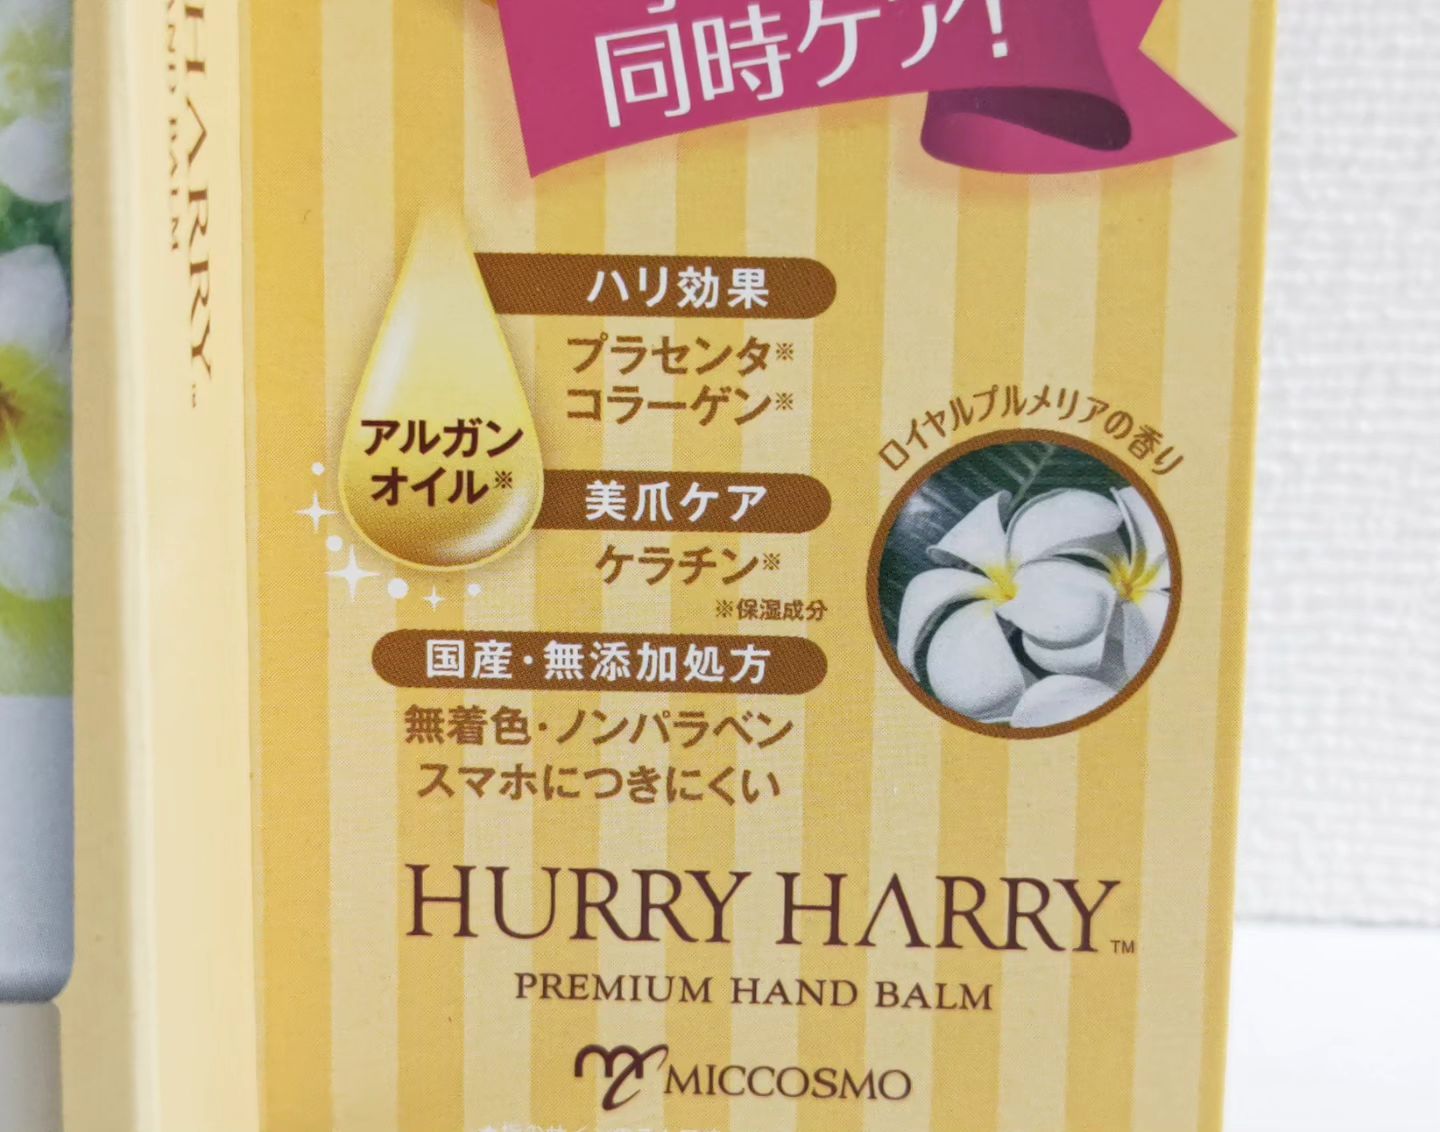 同時ケア!
ハリ効果
プラセンタ※
コラーゲン※
アルガン
オイル※
美爪ケア
ケラチン※
※保湿成分
ロイヤルプルメリアの香り
国産・無添加処方
無着色・ノンパラベン
スマホにつきにくい
HURRY HARRY™
PREMIUM HAND BALM
MICCOSMO
HARRY™
BALM